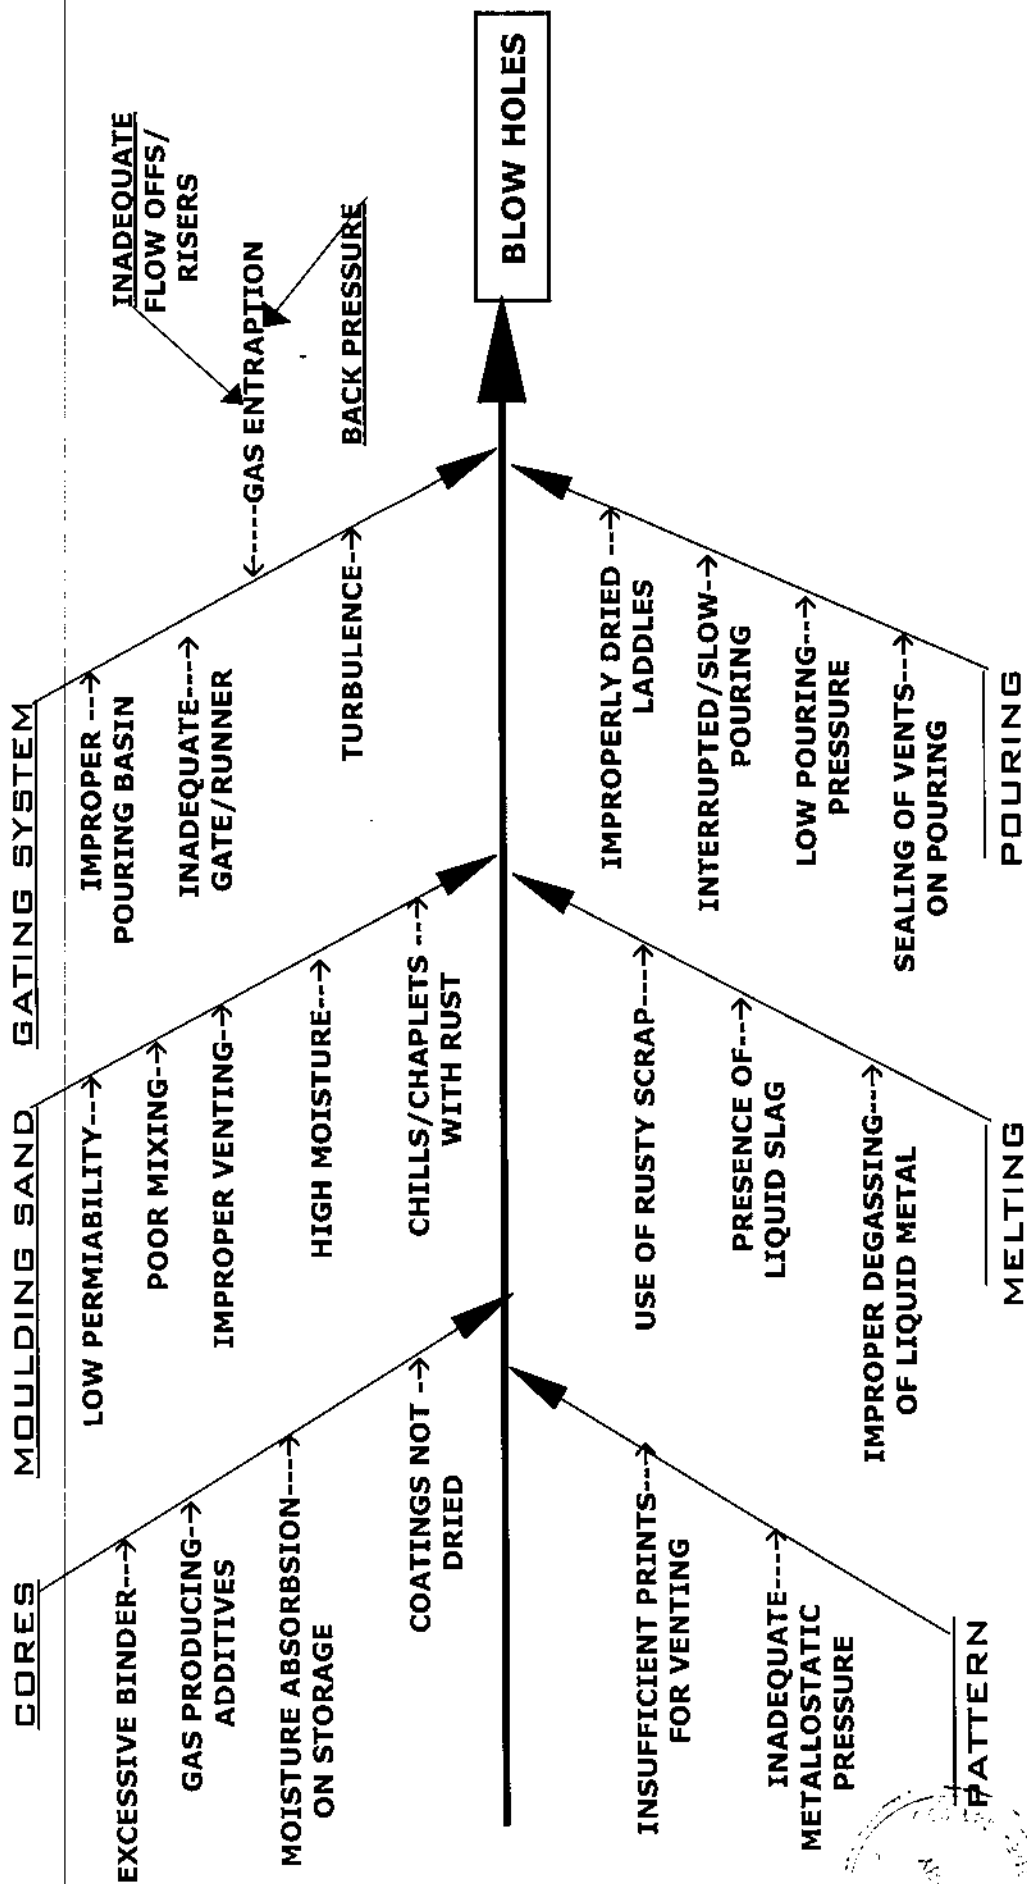 CORES
EXCESSIVE BINDER
GAS PRODUCING
ADDITIVES
MOISTURE ABSORBSION
ON STORAGE
COATINGS NOT
DRIED
MOULDING SAND
LOW PERMIABILITY
POOR MIXING
IMPROPER VENTING
HIGH MOISTURE
CHILLS/CHAPLETS
WITH RUST
GATING SYSTEM
IMPROPER
POURING BASIN
INADEQUATE
GATE/RUNNER
TURBULENCE
GAS ENTRAPTION
INADEQUATE
FLOW OFFS/
RISERS
BACK PRESSURE
BLOW HOLES
INSUFFICIENT PRINTS
FOR VENTING
INADEQUATE
METALLOSTATIC
PRESSURE
PATTERN
USE OF RUSTY SCRAP
PRESENCE OF
LIQUID SLAG
IMPROPER DEGASSING
OF LIQUID METAL
MELTING
IMPROPERLY DRIED
LADDLES
INTERRUPTED/SLOW
POURING
LOW POURING
PRESSURE
SEALING OF VENTS
ON POURING
POURING